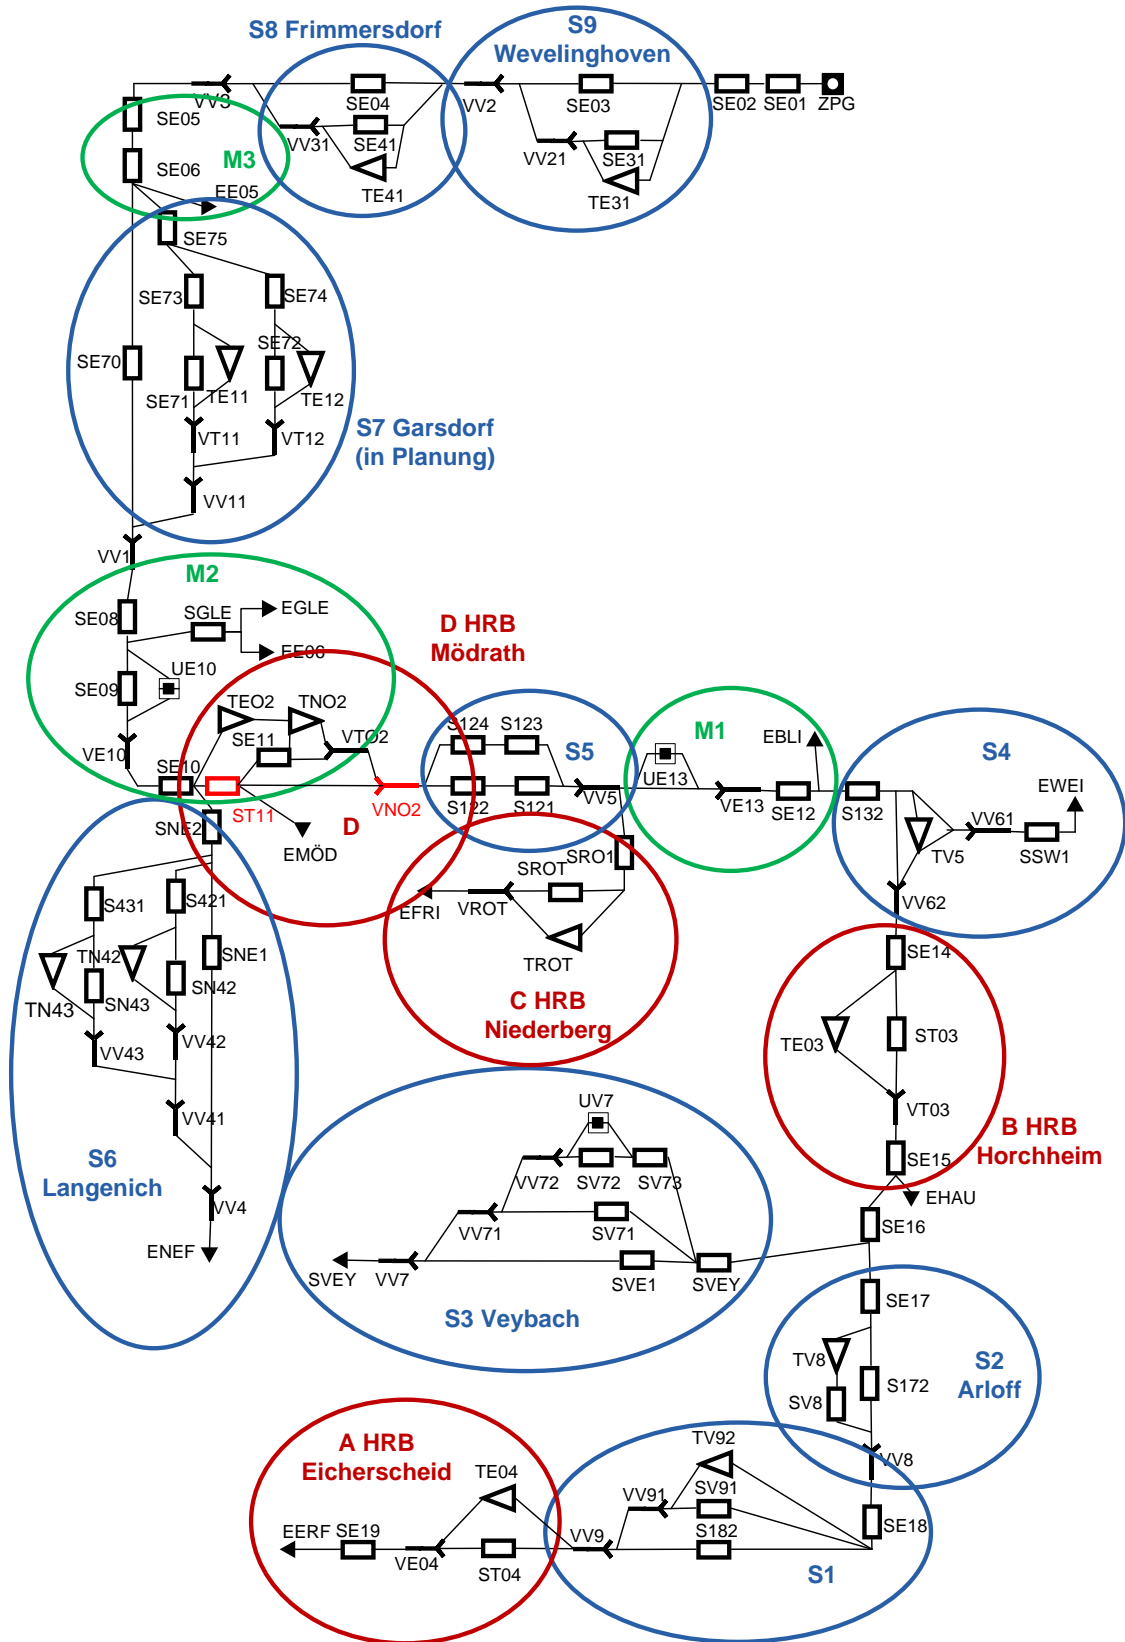 S8 Frimmersdorf
S9
Wevelinghoven
VV3
SE04
VV2
SE03
SE02
SE01
ZPG
SE05
VV31
SE41
VV21
SE31
M3
SE06
TE41
TE31
EE05
SE75
SE73
SE74
SE70
SE72
SE71
TE11
TE12
S7 Garsdorf
(in Planung)
VT11
VT12
VV11
VV1
M2
SE08
SGLE
EGLE
EE06
D HRB
Mödrath
UE10
SE09
TEO2
TNO2
VE10
SE11
VTO2
S124
S123
S5
M1
EBLI
S4
SE10
UE13
EWEI
ST11
VNO2
S122
S121
VV5
VE13
SE12
S132
VV61
SNE2
D
EMÖD
TV5
SSW1
SRO1
SROT
S431
S421
EFRI
VROT
VV62
TN42
SNE1
TROT
SE14
TN43
SN43
SN42
C HRB
Niederberg
TE03
ST03
VV43
VV42
UV7
VT03
VV41
B HRB
Horchheim
S6
Langenich
SE15
VV72
SV72
SV73
VV4
EHAU
VV71
SV71
SE16
ENEF
SVEY
VV7
SVE1
SVEY
SE17
S3 Veybach
TV8
S2
Arloff
SV8
S172
A HRB
Eicherscheid
TV92
VV8
TE04
VV91
SV91
EERF
SE19
VV9
S182
SE18
VE04
ST04
S1